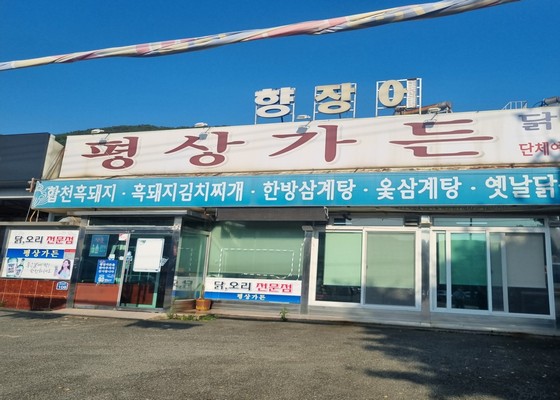 향장어
평상가든
닭
단체예
합천흑돼지 · 흑돼지김치찌개 · 한방삼계탕 · 옻삼계탕 · 옛날닭
닭,오리 전문점
평상가든
닭,오리 전문점
평상가든